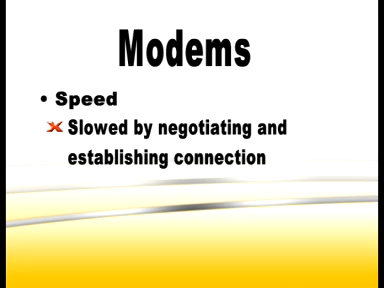 Modems
• Speed
Slowed by negotiating and
establishing connection